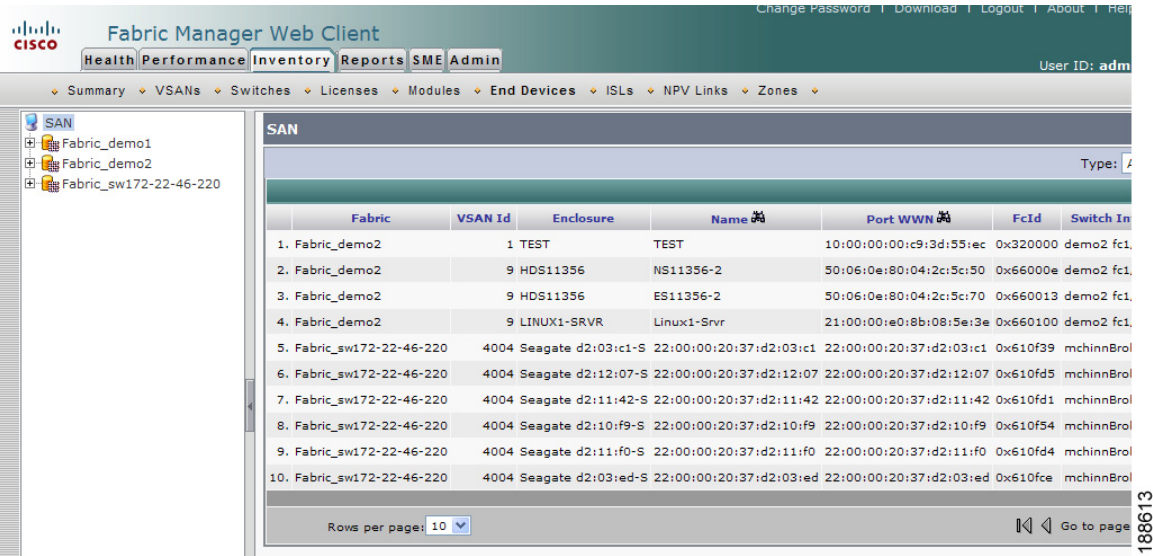 Change Password | Download | Logout | About | Help
cisco
Fabric Manager Web Client
Health Performance Inventory Reports SME Admin
User ID: adm
Summary VSANs Switches Licenses Modules End Devices ISLs NPV Links Zones
SAN
Fabric_demo1
Fabric_demo2
Fabric_sw172-22-46-220
SAN
Type: A
Fabric VSAN Id Enclosure Name Port WWN FcId Switch In
1. Fabric_demo2 1 TEST TEST 10:00:00:00:c9:3d:55:ec 0x320000 demo2 fc1
2. Fabric_demo2 9 HDS11356 NS11356-2 50:06:0e:80:04:2c:5c:50 0x66000e demo2 fc1
3. Fabric_demo2 9 HDS11356 ES11356-2 50:06:0e:80:04:2c:5c:70 0x660013 demo2 fc1
4. Fabric_demo2 9 LINUX1-SRVR Linux1-Srvr 21:00:00:e0:8b:08:5e:3e 0x660100 demo2 fc1
5. Fabric_sw172-22-46-220 4004 Seagate d2:03:c1-S 22:00:00:20:37:d2:03:c1 22:00:00:20:37:d2:03:c1 0x610f39 mchinnBro
6. Fabric_sw172-22-46-220 4004 Seagate d2:12:07-S 22:00:00:20:37:d2:12:07 22:00:00:20:37:d2:12:07 0x610fd5 mchinnBro
7. Fabric_sw172-22-46-220 4004 Seagate d2:11:42-S 22:00:00:20:37:d2:11:42 22:00:00:20:37:d2:11:42 0x610fd1 mchinnBro
8. Fabric_sw172-22-46-220 4004 Seagate d2:10:f9-S 22:00:00:20:37:d2:10:f9 22:00:00:20:37:d2:10:f9 0x610f54 mchinnBro
9. Fabric_sw172-22-46-220 4004 Seagate d2:11:f0-S 22:00:00:20:37:d2:11:f0 22:00:00:20:37:d2:11:f0 0x610fd4 mchinnBro
10. Fabric_sw172-22-46-220 4004 Seagate d2:03:ed-S 22:00:00:20:37:d2:03:ed 22:00:00:20:37:d2:03:ed 0x610fce mchinnBro
Rows per page: 10
Go to page
188613